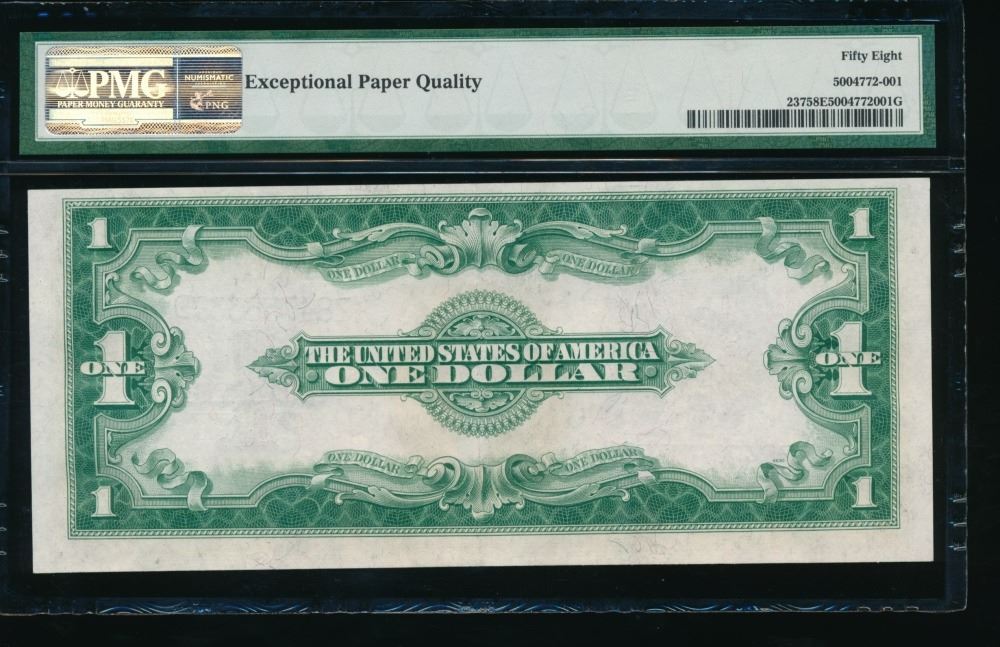 PMG
PAPER MONEY GUARANTY
NUMISMATIC
PNG
Exceptional Paper Quality
Fifty Eight
5004772-001
23758E5004772001G
1
1
ONE DOLLAR
ONE DOLLAR
THE UNITED STATES OF AMERICA
ONE DOLLAR
1
ONE
1
ONE
ONE DOLLAR
ONE DOLLAR
1
1